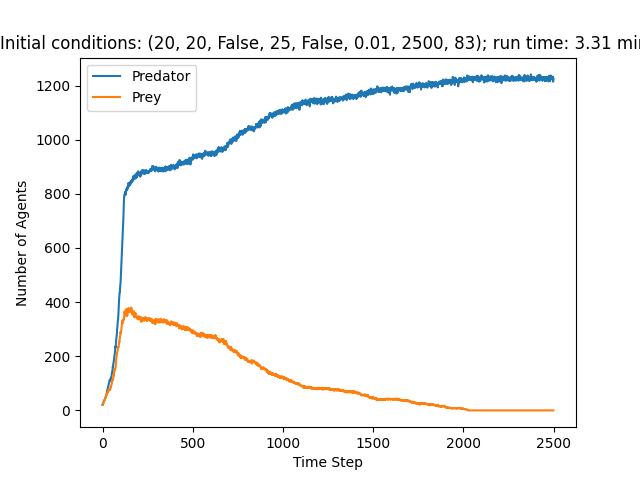 Initial conditions: (20, 20, False, 25, False, 0.01, 2500, 83); run time: 3.31
Predator
Prey
1200
1000
800
600
400
200
0
Number of Agents
0 500 1000 1500 2000 2500
Time Step